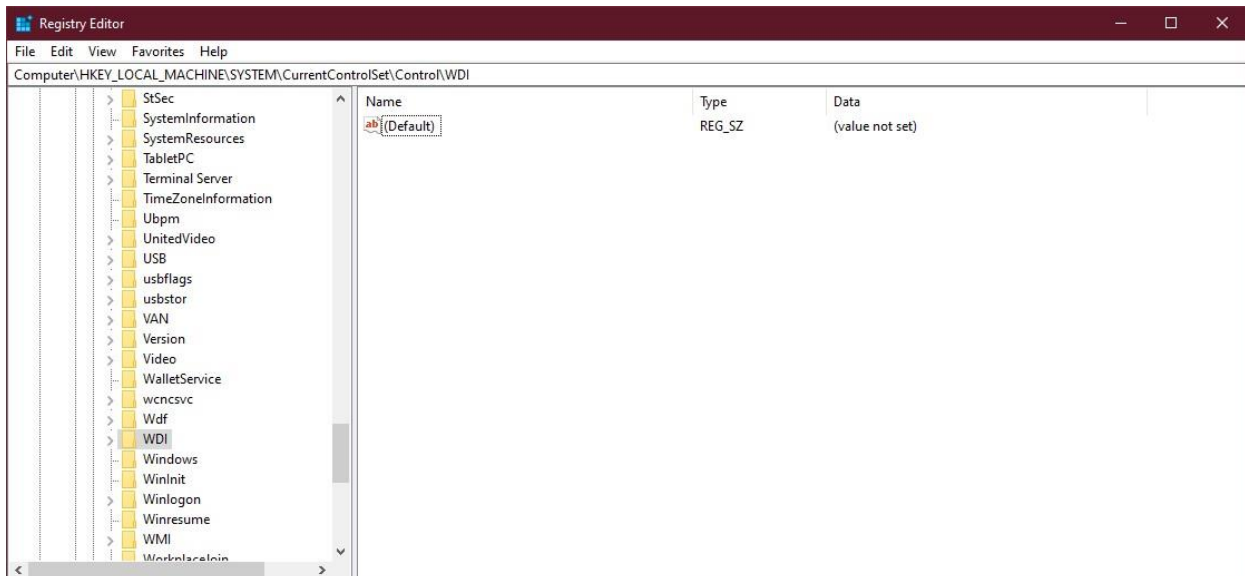 Registry Editor
File Edit View Favorites Help
Computer\HKEY_LOCAL_MACHINE\SYSTEM\CurrentControlSet\Control\WDI
StSec
SystemInformation
SystemResources
TabletPC
Terminal Server
TimeZoneInformation
Ubpm
UnitedVideo
USB
usbflags
usbstor
VAN
Version
Video
WalletService
wcncsvc
Wdf
WDI
Windows
WinInit
Winlogon
Winresume
WMI
WorkplaceJoin
Name Type Data
ab (Default) REG_SZ (value not set)